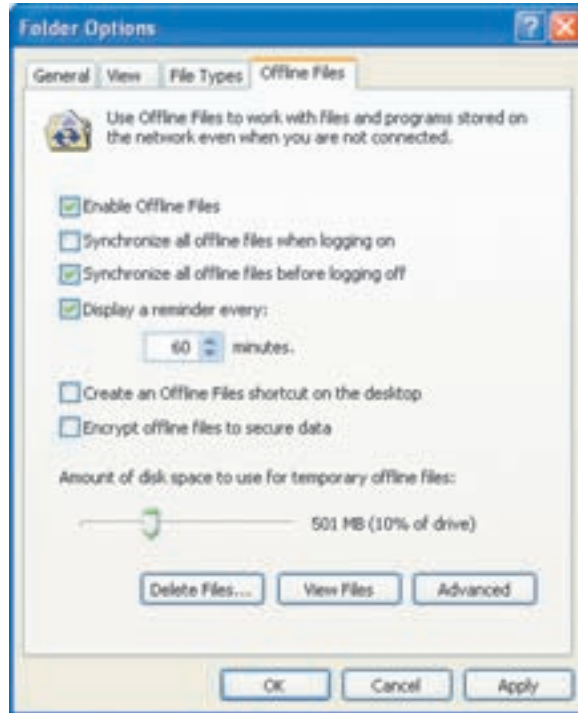 Folder Options
General View File Types Offline Files
Use Offline Files to work with files and programs stored on
the network even when you are not connected.
Enable Offline Files
Synchronize all offline files when logging on
Synchronize all offline files before logging off
Display a reminder every:
60 minutes.
Create an Offline Files shortcut on the desktop
Encrypt offline files to secure data
Amount of disk space to use for temporary offline files:
501 MB (10% of drive)
Delete Files... View Files Advanced
OK Cancel Apply